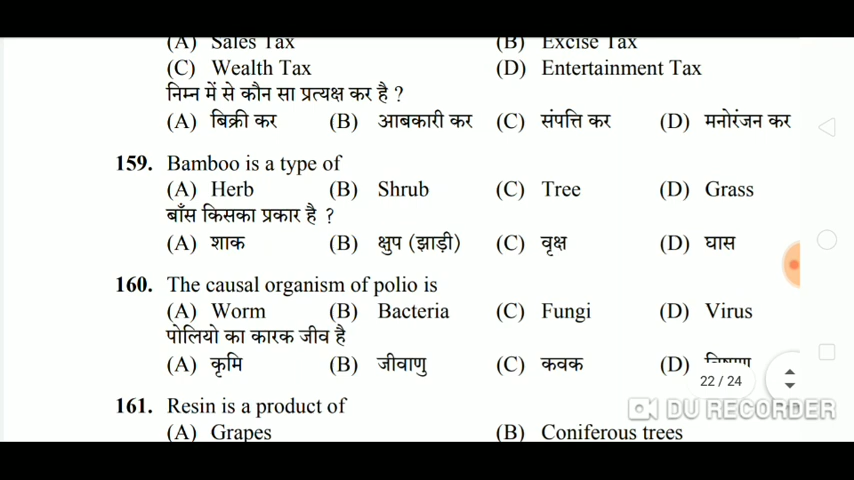 (A) Sales Tax (B) Excise Tax
(C) Wealth Tax (D) Entertainment Tax
निम्न में से कौन सा प्रत्यक्ष कर है ?
(A) बिक्री कर (B) आबकारी कर (C) संपत्ति कर (D) मनोरंजन कर
159. Bamboo is a type of
(A) Herb (B) Shrub (C) Tree (D) Grass
बाँस किसका प्रकार है ?
(A) शाक (B) क्षुप (झाड़ी) (C) वृक्ष (D) घास
160. The causal organism of polio is
(A) Worm (B) Bacteria (C) Fungi (D) Virus
पोलियो का कारक जीव है
(A) कृमि (B) जीवाणु (C) कवक (D)
22 / 24
161. Resin is a product of
DU RECORDER
(A) Grapes (B) Coniferous trees